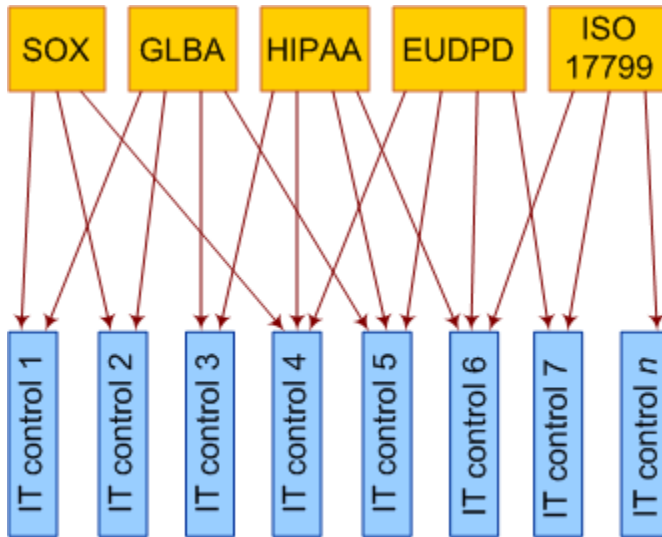 SOX
GLBA
HIPAA
EUDPD
ISO
17799
IT control 1
IT control 2
IT control 3
IT control 4
IT control 5
IT control 6
IT control 7
IT control n